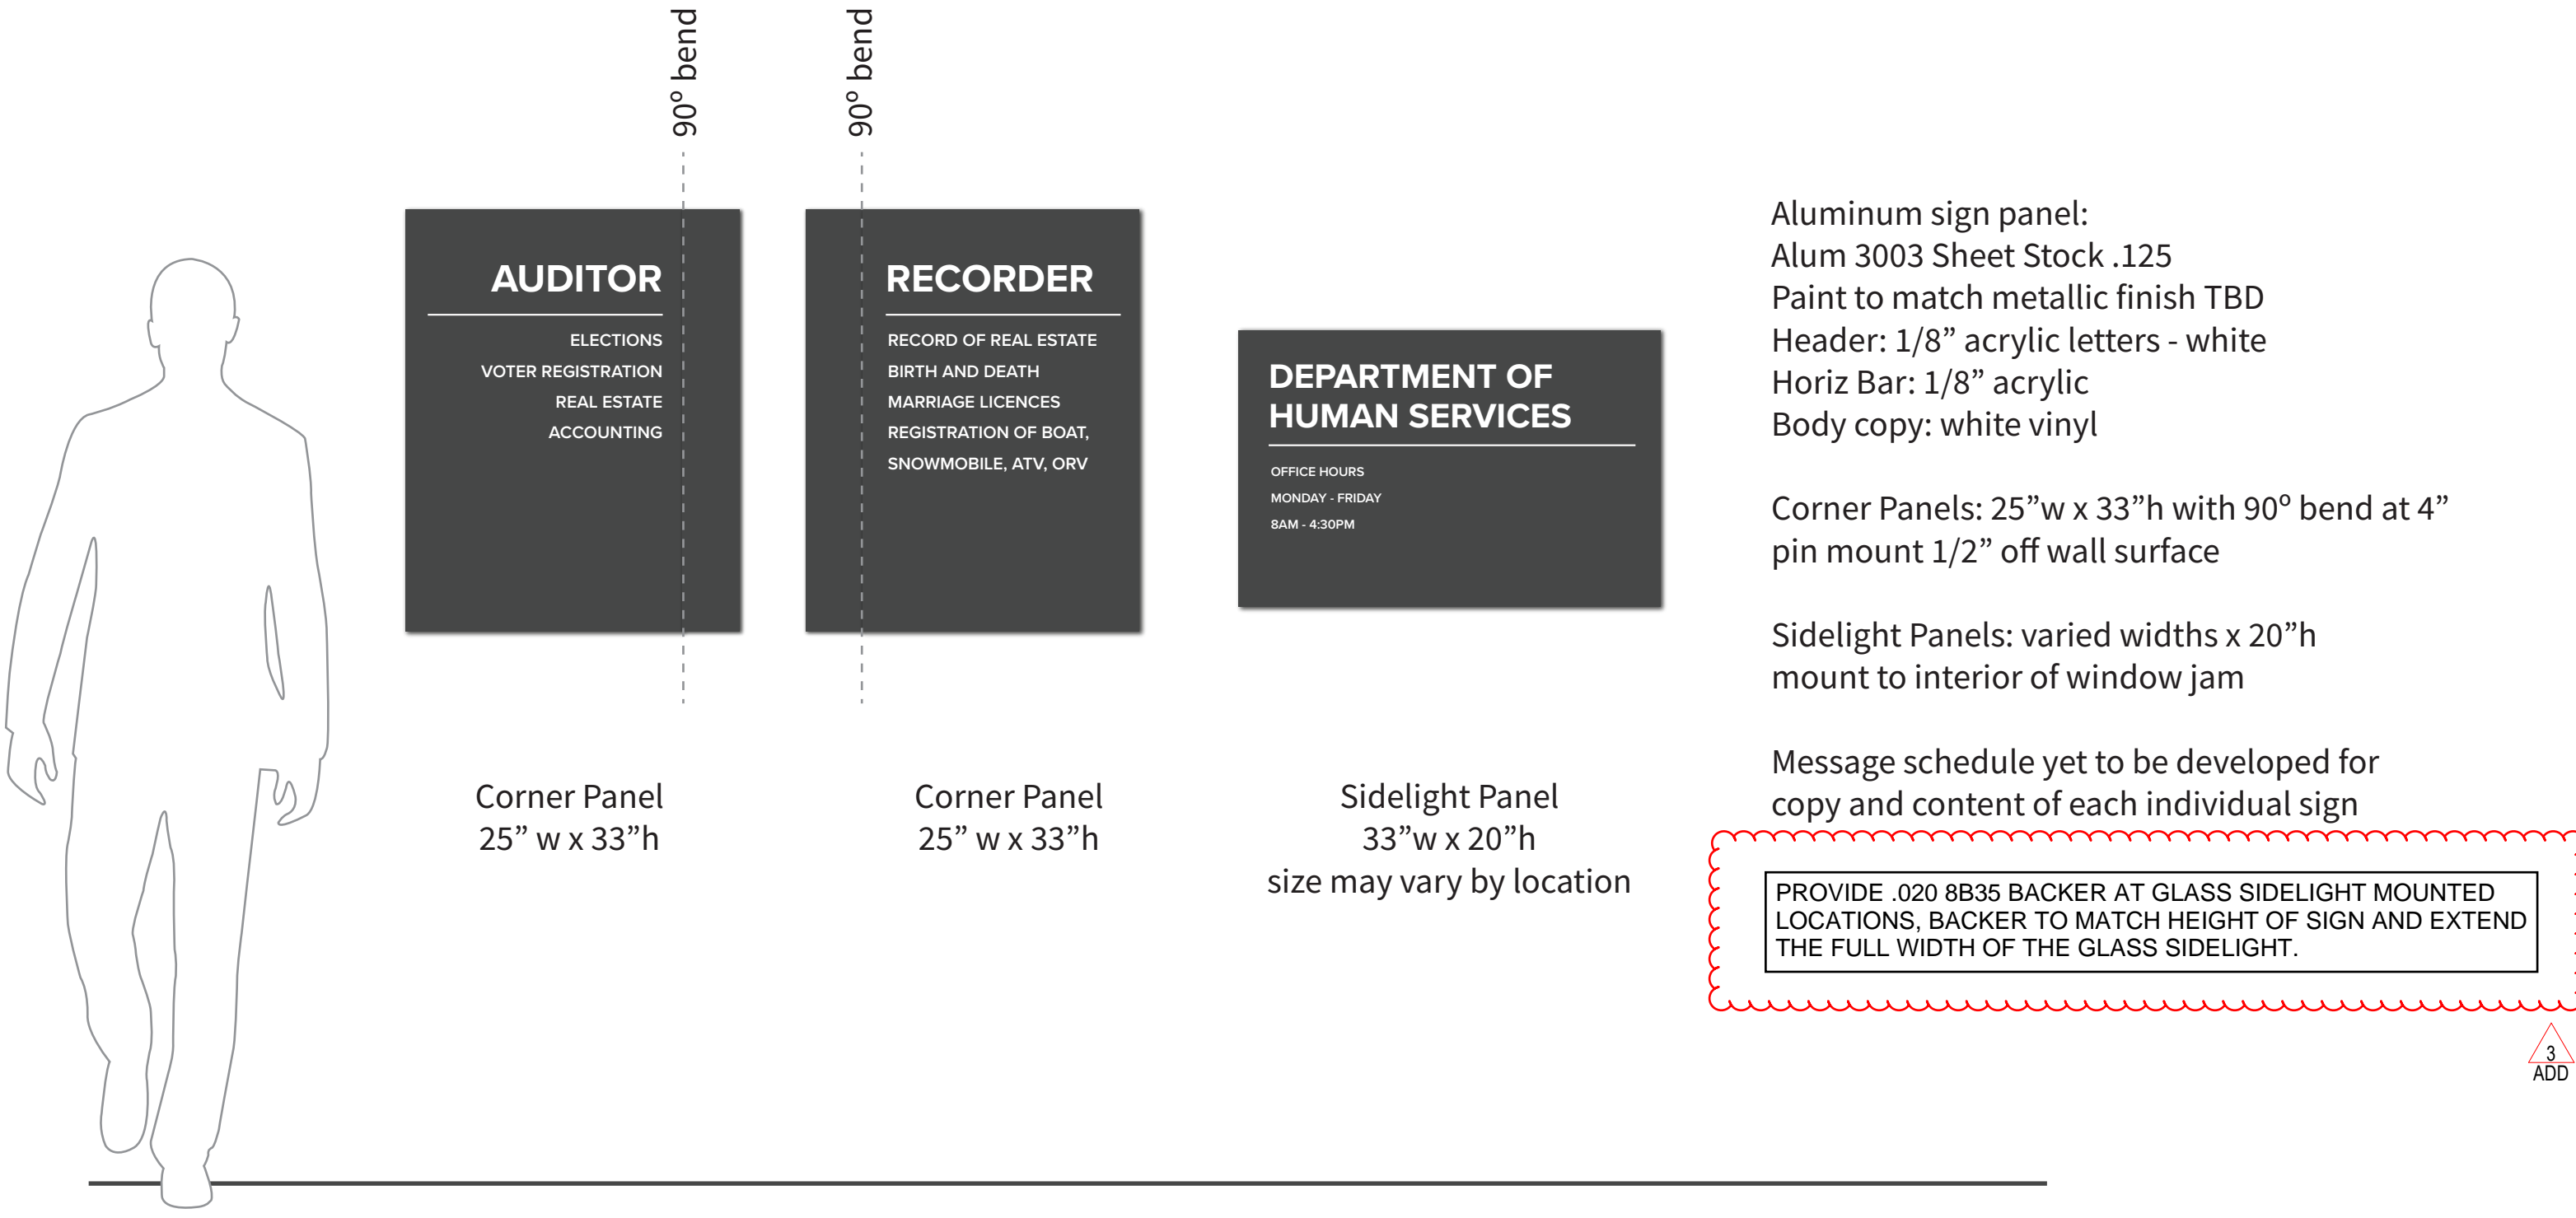 90º bend
90º bend
AUDITOR
ELECTIONS
VOTER REGISTRATION
REAL ESTATE
ACCOUNTING
RECORDER
RECORD OF REAL ESTATE
BIRTH AND DEATH
MARRIAGE LICENCES
REGISTRATION OF BOAT,
SNOWMOBILE, ATV, ORV
DEPARTMENT OF
HUMAN SERVICES
OFFICE HOURS
MONDAY - FRIDAY
8AM - 4:30PM
Corner Panel
25” w x 33”h
Corner Panel
25” w x 33”h
Sidelight Panel
33”w x 20”h
size may vary by location
Aluminum sign panel:
Alum 3003 Sheet Stock .125
Paint to match metallic finish TBD
Header: 1/8” acrylic letters - white
Horiz Bar: 1/8” acrylic
Body copy: white vinyl
Corner Panels: 25”w x 33”h with 90º bend at 4”
pin mount 1/2” off wall surface
Sidelight Panels: varied widths x 20”h
mount to interior of window jam
Message schedule yet to be developed for
copy and content of each individual sign
PROVIDE .020 8B35 BACKER AT GLASS SIDELIGHT MOUNTED
LOCATIONS, BACKER TO MATCH HEIGHT OF SIGN AND EXTEND
THE FULL WIDTH OF THE GLASS SIDELIGHT.
3
ADD